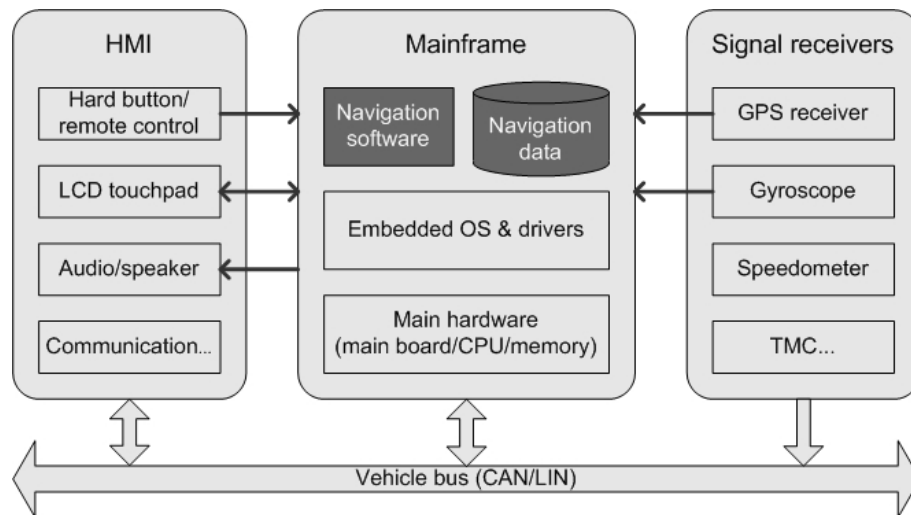 HMI
Hard button/
remote control
LCD touchpad
Audio/speaker
Communication...
Mainframe
Navigation
software
Navigation
data
Embedded OS & drivers
Main hardware
(main board/CPU/memory)
Signal receivers
GPS receiver
Gyroscope
Speedometer
TMC...
Vehicle bus (CAN/LIN)